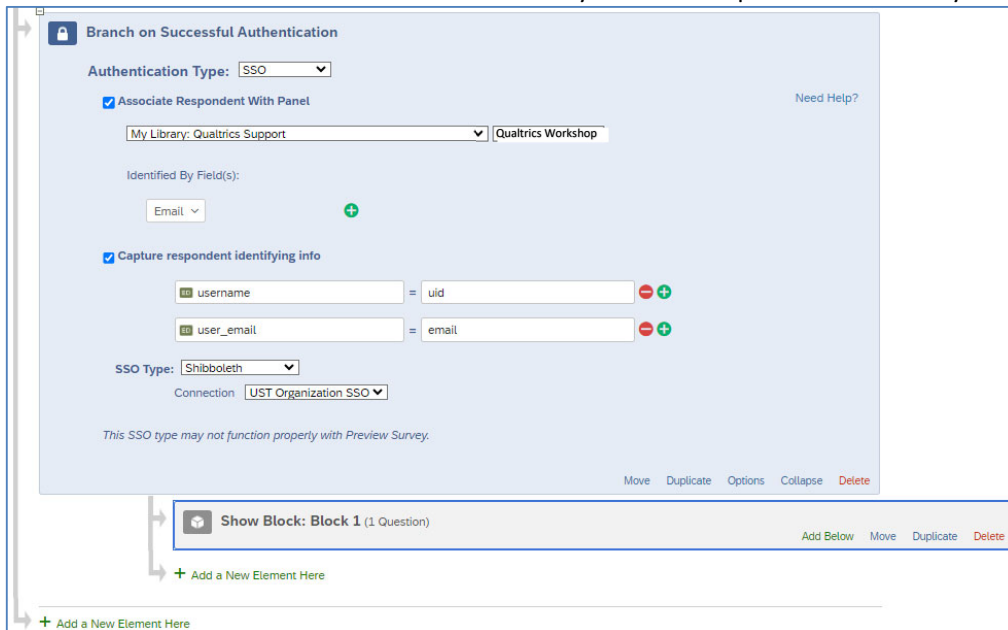 Branch on Successful Authentication
Authentication Type: SSO
Associate Respondent With Panel
Need Help?
My Library: Qualtrics Support Qualtrics Workshop
Identified By Field(s):
Email
Capture respondent identifying info
ED username = uid
ED user_email = email
SSO Type: Shibboleth
Connection UST Organization SSO
This SSO type may not function properly with Preview Survey.
Move Duplicate Options Collapse Delete
Show Block: Block 1 (1 Question)
Add Below Move Duplicate Delete
+ Add a New Element Here
+ Add a New Element Here